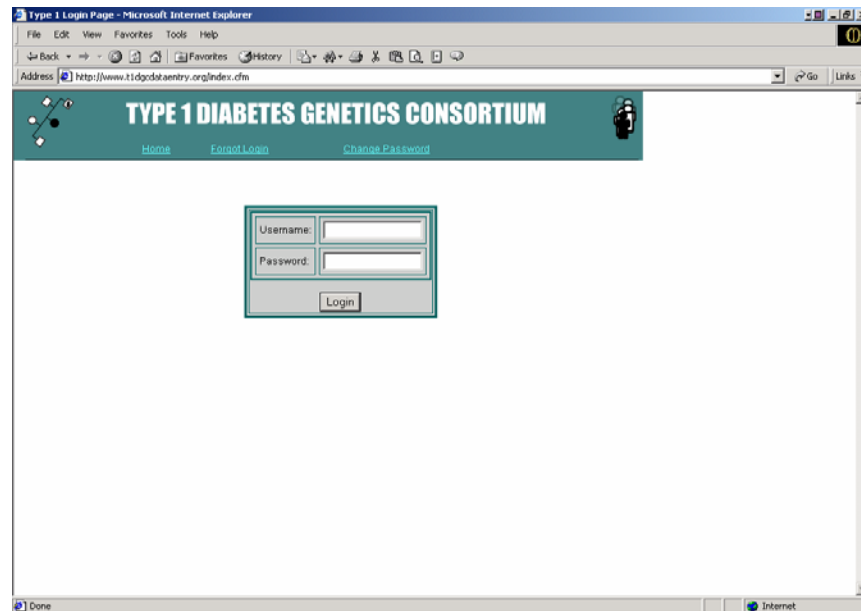 Type 1 Login Page - Microsoft Internet Explorer
File Edit View Favorites Tools Help
Back Favorites History
Address http://www.t1dgcdataentry.org/index.cfm Go Links
TYPE 1 DIABETES GENETICS CONSORTIUM
Home Forgot Login Change Password
Username:
Password:
Login
Done Internet